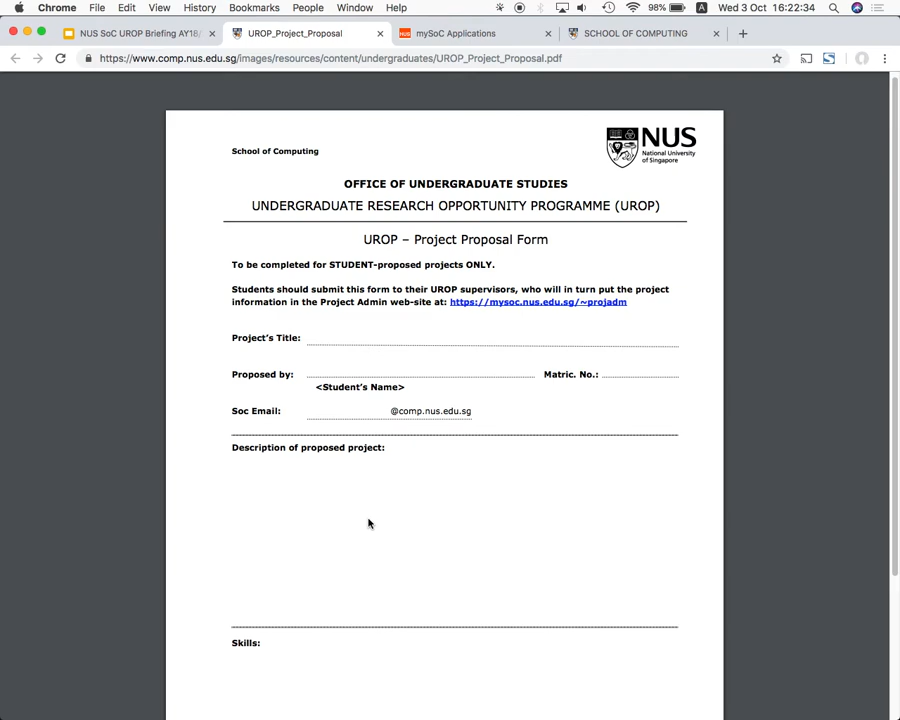 Chrome File Edit View History Bookmarks People Window Help 98% A Wed 3 Oct 16:22:34
NUS SoC UROP Briefing AY18/ UROP_Project_Proposal NUS mySoC Applications SCHOOL OF COMPUTING
https://www.comp.nus.edu.sg/images/resources/content/undergraduates/UROP_Project_Proposal.pdf
School of Computing
NUS
National University
of Singapore
OFFICE OF UNDERGRADUATE STUDIES
UNDERGRADUATE RESEARCH OPPORTUNITY PROGRAMME (UROP)
UROP – Project Proposal Form
To be completed for STUDENT-proposed projects ONLY.
Students should submit this form to their UROP supervisors, who will in turn put the project
information in the Project Admin web-site at: https://mysoc.nus.edu.sg/~projadm
Project's Title:
Proposed by: Matric. No.:
<Student's Name>
Soc Email: @comp.nus.edu.sg
Description of proposed project:
Skills: